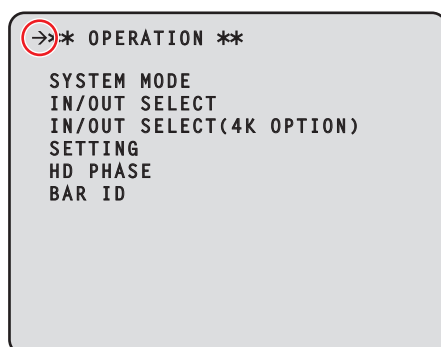 →** OPERATION **
SYSTEM MODE
IN/OUT SELECT
IN/OUT SELECT(4K OPTION)
SETTING
HD PHASE
BAR ID